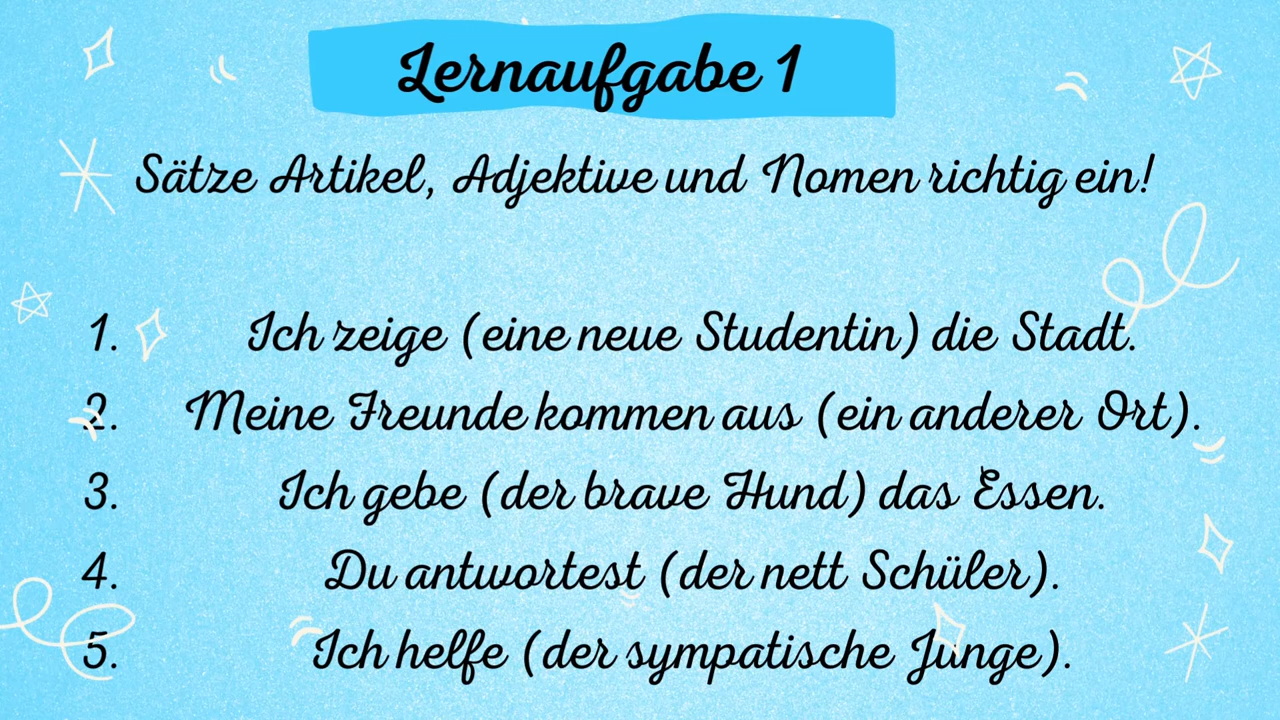 Lernaufgabe 1
Sätze Artikel, Adjektive und Nomen richtig ein!
1. Ich zeige (eine neue Studentin) die Stadt.
2. Meine Freunde kommen aus (ein anderer Ort).
3. Ich gebe (der brave Hund) das Essen.
4. Du antwortest (der nett Schüler).
5. Ich helfe (der sympatische Junge).